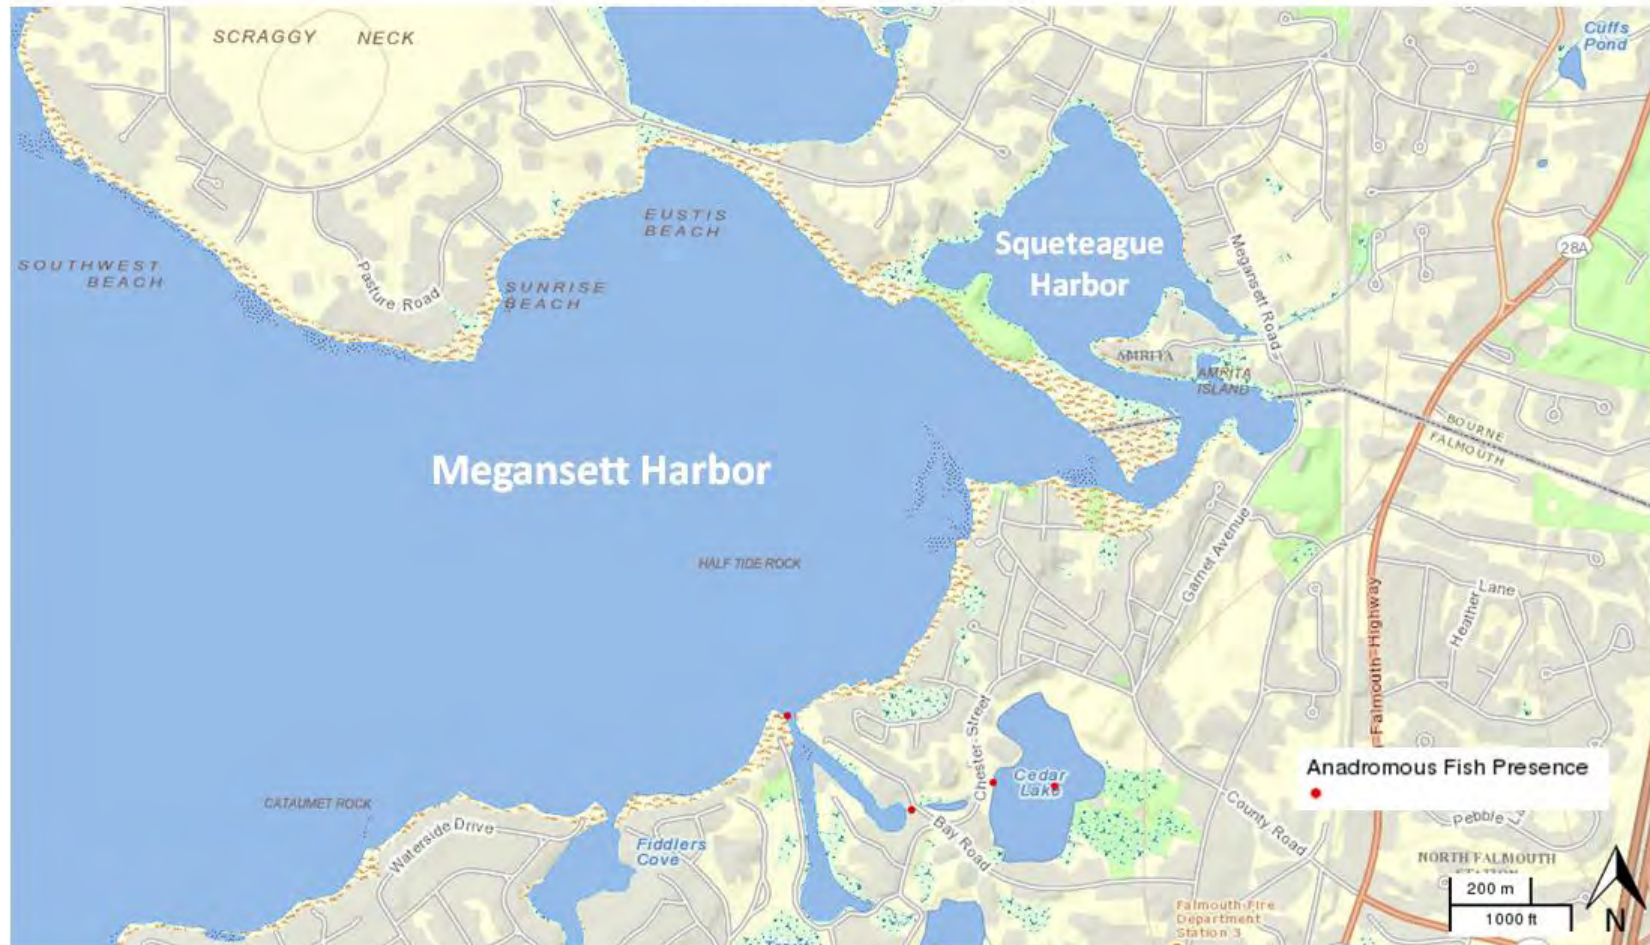 SCRAGGY NECK
Cuffs
Pond
EUSTIS
BEACH
Squeteague
Harbor
Megansett Road
28A
SOUTHWEST
BEACH
Pasture Road
SUNRISE
BEACH
AMRITA
AMRITA
ISLAND
BOURNE
FALMOUTH
Megansett Harbor
HALF TIDE ROCK
Garnet Avenue
Falmouth Highway
Heather
Lane
Chester Street
Cedar
Lake
Anadromous Fish Presence
CATAUMET ROCK
Waterside Drive
Fiddlers
Cove
Bay Road
County Road
Pebble
NORTH FALMOUTH
STATION
Falmouth Fire
Department
Station 3
200 m
1000 ft
N